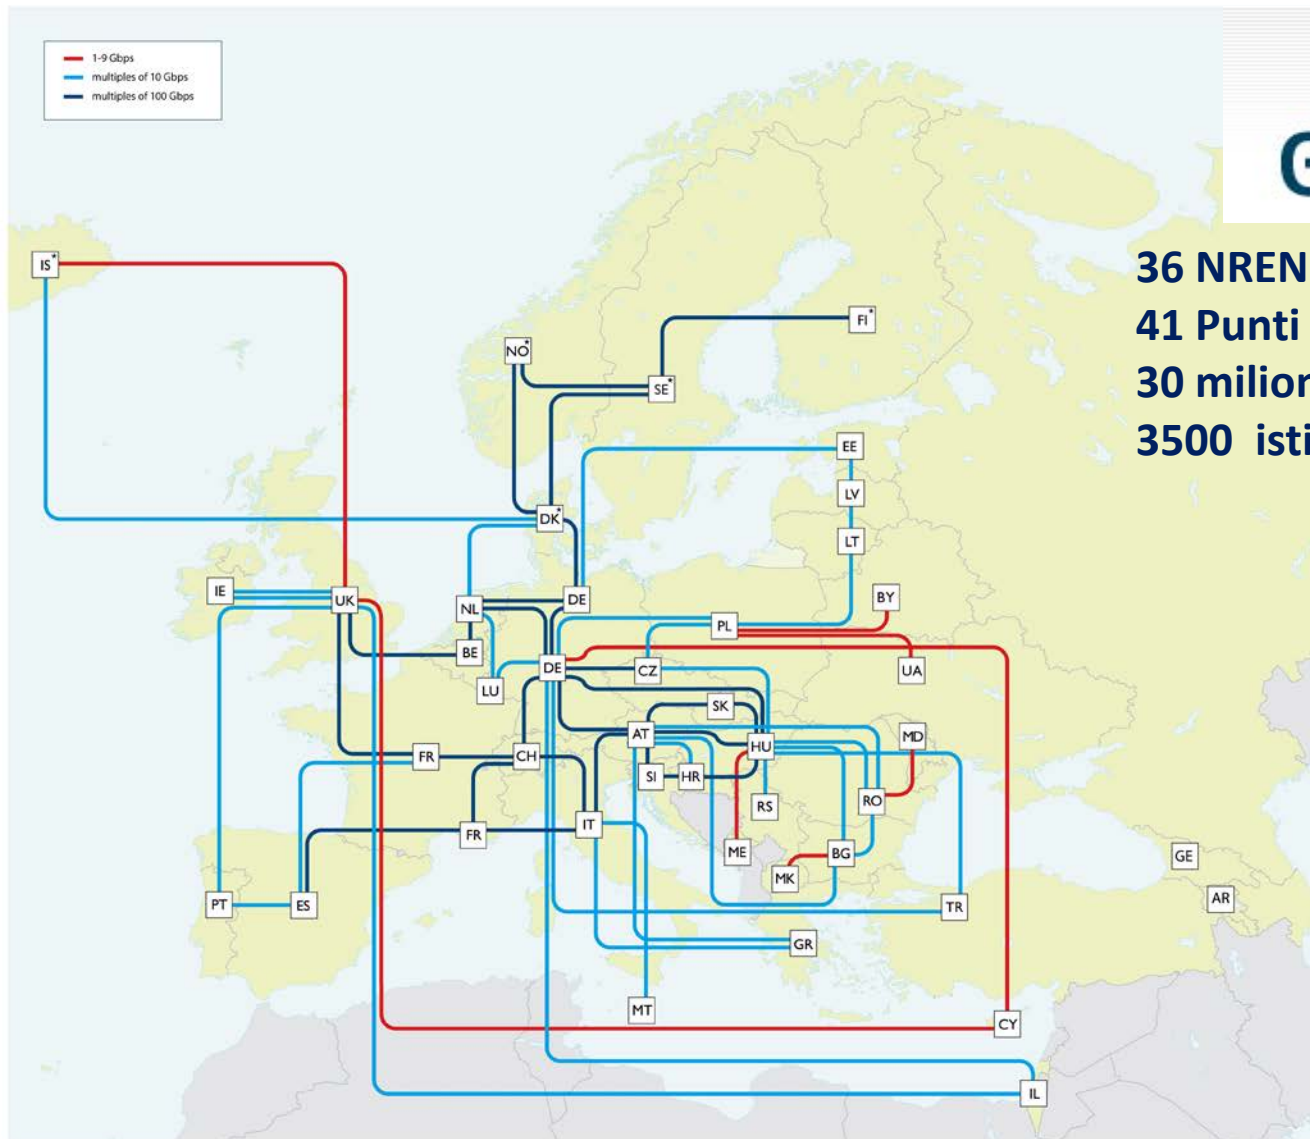 1-9 Gbps
multiples of 10 Gbps
multiples of 100 Gbps
36 NREN
41 Punti
30
3500
IS*
FI*
NO*
SE*
EE
LV
DK*
LT
IE
UK
NL
DE
BY
PL
BE
DE
CZ
UA
LU
SK
AT
MD
HU
FR
CH
SI
HR
RS
RO
IT
FR
ME
BG
GE
MK
AR
PT
ES
TR
GR
MT
CY
IL